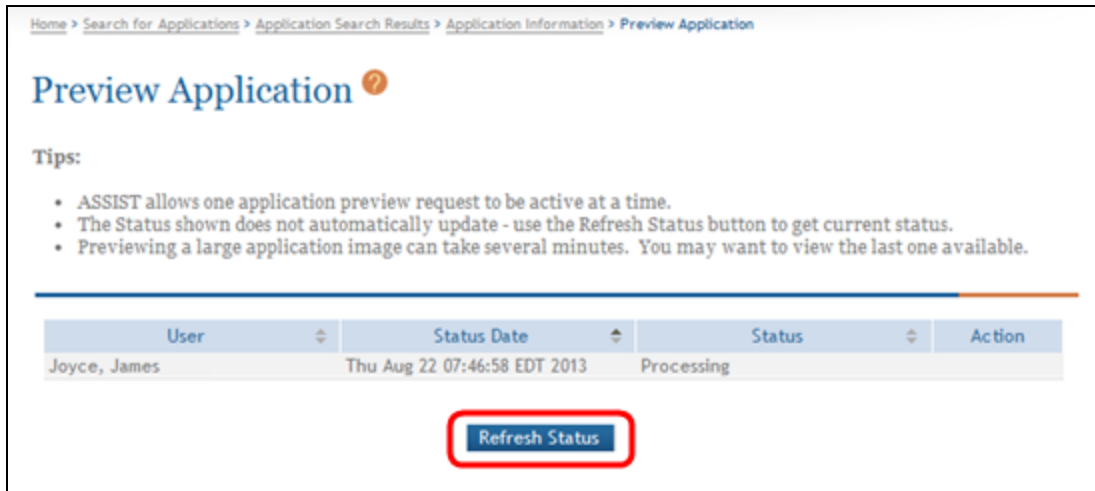 Home > Search for Applications > Application Search Results > Application Information > Preview Application
Preview Application ?
Tips:
• ASSIST allows one application preview request to be active at a time.
• The Status shown does not automatically update - use the Refresh Status button to get current status.
• Previewing a large application image can take several minutes. You may want to view the last one available.
User Status Date Status Action
Joyce, James Thu Aug 22 07:46:58 EDT 2013 Processing
Refresh Status